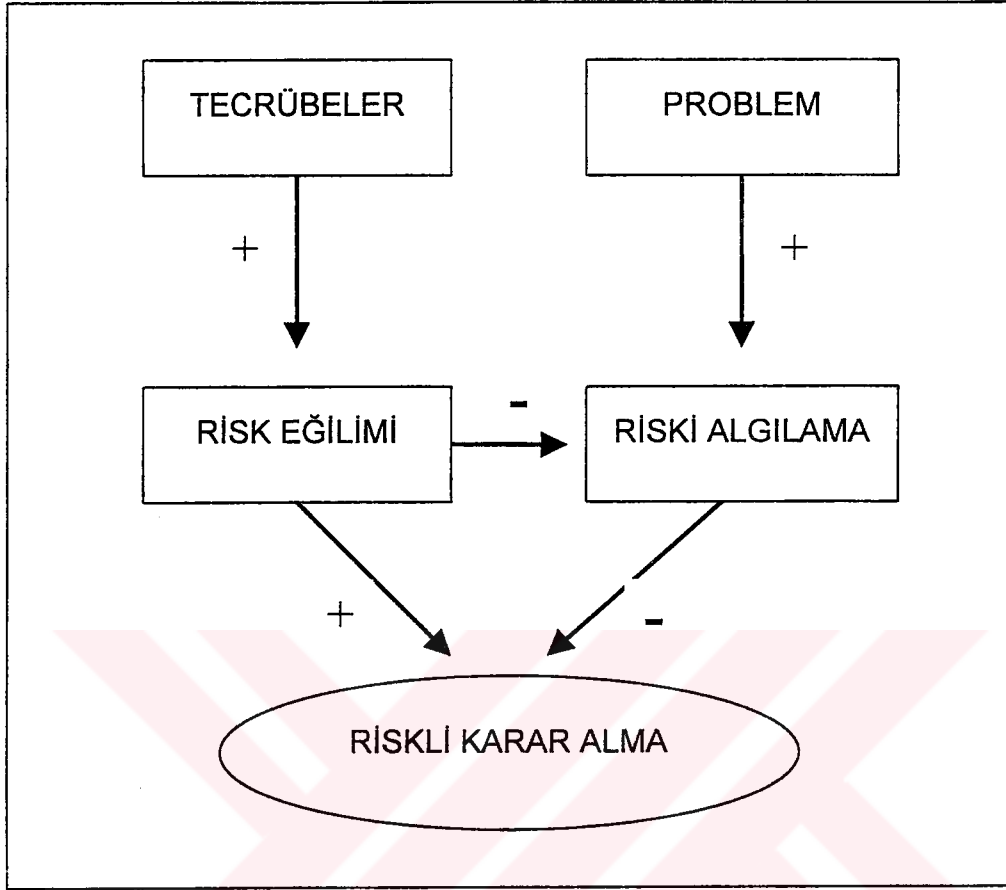 TECRÜBELER
PROBLEM
+
+
RİSK EĞİLİMİ
-
RİSKİ ALGILAMA
+
-
RİSKLİ KARAR ALMA